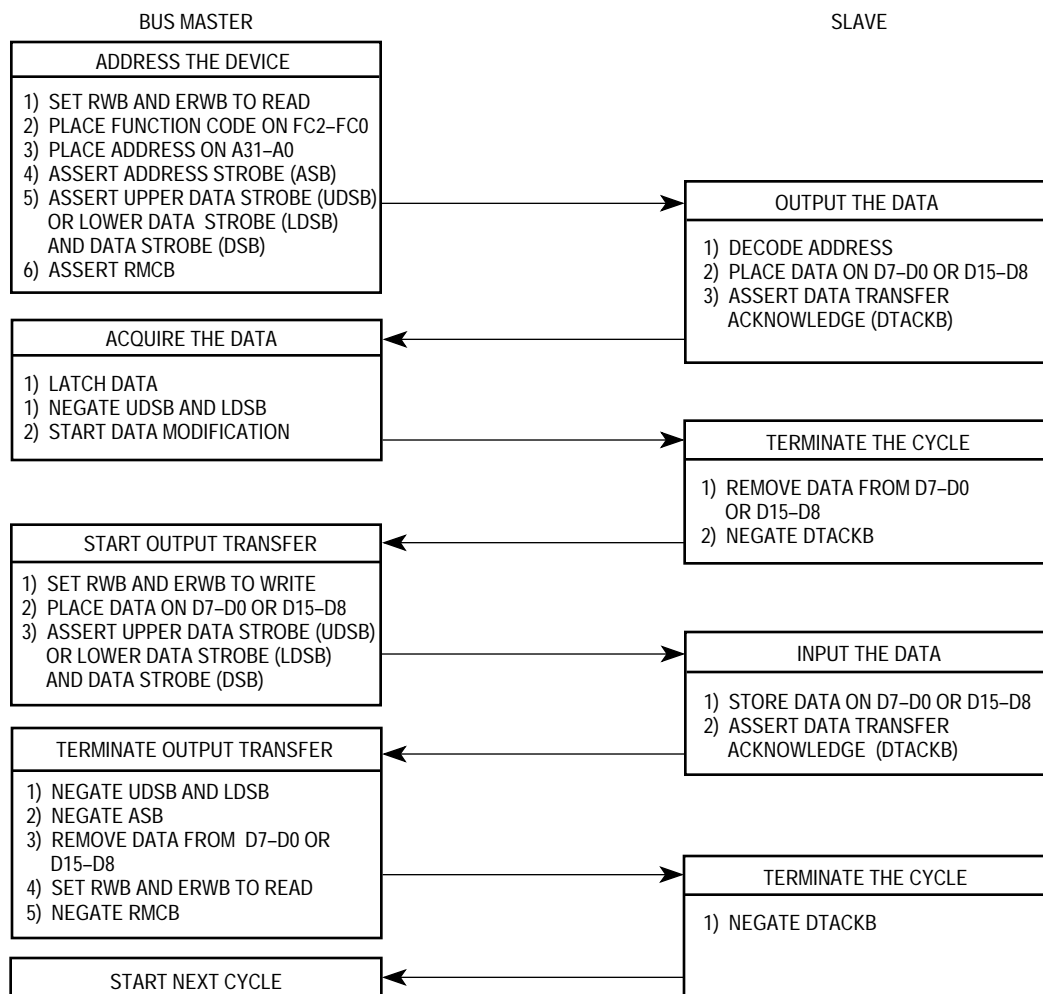 BUS MASTER
SLAVE
ADDRESS THE DEVICE
1) SET RWB AND ERWB TO READ
2) PLACE FUNCTION CODE ON FC2–FC0
3) PLACE ADDRESS ON A31–A0
4) ASSERT ADDRESS STROBE (ASB)
5) ASSERT UPPER DATA STROBE (UDSB)
OR LOWER DATA STROBE (LDSB)
AND DATA STROBE (DSB)
6) ASSERT RMCB
OUTPUT THE DATA
1) DECODE ADDRESS
2) PLACE DATA ON D7–D0 OR D15–D8
3) ASSERT DATA TRANSFER
ACKNOWLEDGE (DTACKB)
ACQUIRE THE DATA
1) LATCH DATA
1) NEGATE UDSB AND LDSB
2) START DATA MODIFICATION
TERMINATE THE CYCLE
1) REMOVE DATA FROM D7–D0
OR D15–D8
2) NEGATE DTACKB
START OUTPUT TRANSFER
1) SET RWB AND ERWB TO WRITE
2) PLACE DATA ON D7–D0 OR D15–D8
3) ASSERT UPPER DATA STROBE (UDSB)
OR LOWER DATA STROBE (LDSB)
AND DATA STROBE (DSB)
INPUT THE DATA
1) STORE DATA ON D7–D0 OR D15–D8
2) ASSERT DATA TRANSFER
ACKNOWLEDGE (DTACKB)
TERMINATE OUTPUT TRANSFER
1) NEGATE UDSB AND LDSB
2) NEGATE ASB
3) REMOVE DATA FROM D7–D0 OR
D15–D8
4) SET RWB AND ERWB TO READ
5) NEGATE RMCB
TERMINATE THE CYCLE
1) NEGATE DTACKB
START NEXT CYCLE